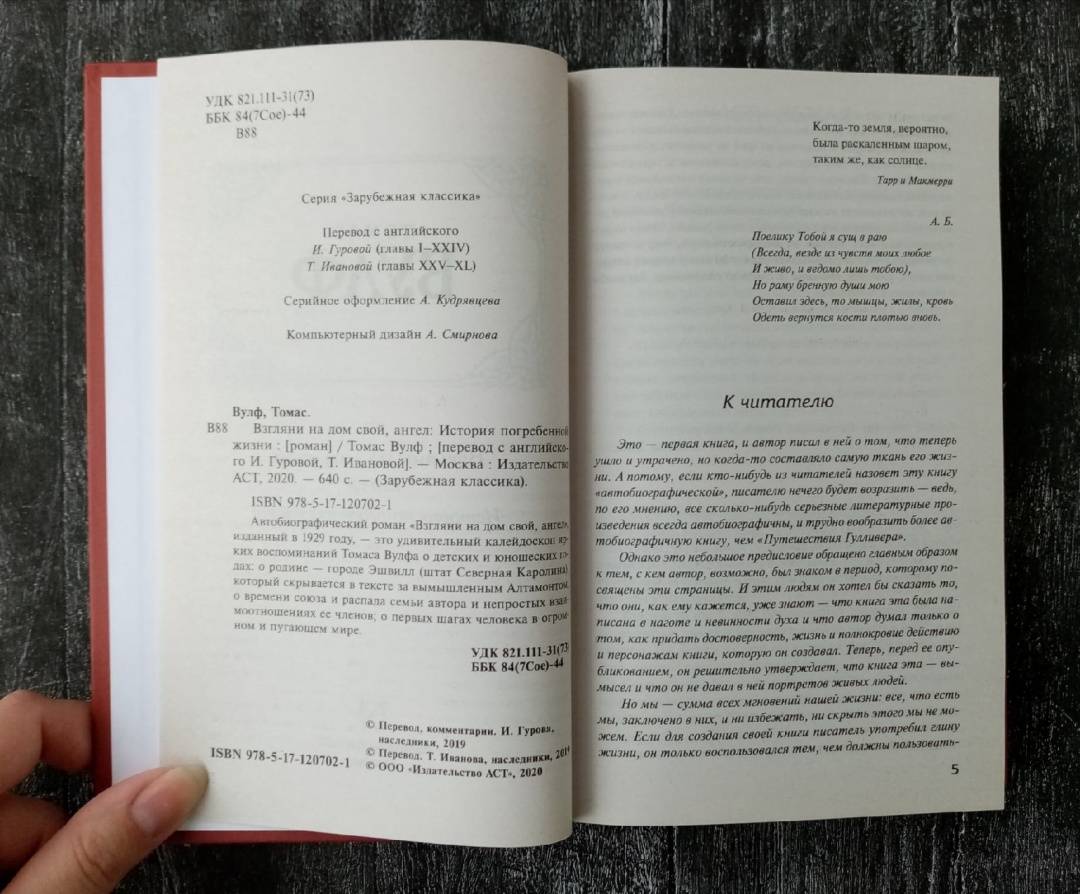 УДК 821.111-31(73)
ББК 84(7Сое)-44
В88
Серия «Зарубежная классика»
Перевод с английского
И. Гуровой (главы I–XXIV)
Т. Ивановой (главы XXV–XL)
Серийное оформление А. Кудрявцева
Компьютерный дизайн А. Смирнова
Вулф, Томас.
В88 Взгляни на дом свой, ангел: История погребенной
жизни : [роман] / Томас Вулф ; [перевод с английско-
го И. Гуровой, Т. Ивановой]. — Москва : Издательство
АСТ, 2020. — 640 с. — (Зарубежная классика).
ISBN 978-5-17-120702-1
Автобиографический роман «Взгляни на дом свой, ангел»,
изданный в 1929 году, — это удивительный калейдоскоп яр-
ких воспоминаний Томаса Вулфа о детских и юношеских го-
дах: о родине — городе Эшвилл (штат Северная Каролина),
который скрывается в тексте за вымышленным Алтамонтом,
о времени союза и распада семьи автора и непростых взаи-
моотношениях ее членов; о первых шагах человека в огром-
ном и пугающем мире.
УДК 821.111-31(73
ББК 84(7Сое)-44
© Перевод, комментарии. И. Гурова,
наследники, 2019
© Перевод. Т. Иванова, наследники, 2019
ISBN 978-5-17-120702-1
© ООО «Издательство АСТ», 2020
Когда-то земля, вероятно,
была раскаленным шаром,
таким же, как солнце.
Тарр и Макмерри
А. Б.
Поелику Тобой я сущ в раю
(Всегда, везде из чувств моих любое
И живо, и ведомо лишь тобою),
Но раму бренную души мою
Оставил здесь, то мышцы, жилы, кровь
Одеть вернутся кости плотью вновь.
К читателю
Это — первая книга, и автор писал в ней о том, что теперь
ушло и утрачено, но когда-то составляло самую ткань его жиз-
ни. А потому, если кто-нибудь из читателей назовет эту книгу
«автобиографической», писателю нечего будет возразить — ведь,
по его мнению, все сколько-нибудь серьезные литературные про-
изведения всегда автобиографичны, и трудно вообразить более ав-
тобиографичную книгу, чем «Путешествия Гулливера».
Однако это небольшое предисловие обращено главным образом
к тем, с кем автор, возможно, был знаком в период, которому по-
священы эти страницы. И этим людям он хотел бы сказать то,
что они, как ему кажется, уже знают — что книга эта была на-
писана в наготе и невинности духа и что автор думал только о
том, как придать достоверность, жизнь и полнокровие действию
и персонажам книги, которую он создавал. Теперь, перед ее опу-
бликованием, он решительно утверждает, что книга эта — вы-
мысел и что он не давал в ней портретов живых людей.
Но мы — сумма всех мгновений нашей жизни: все, что есть
мы, заключено в них, и ни избежать, ни скрыть этого мы не мо-
жем. Если для создания своей книги писатель употребил глину
жизни, он только воспользовался тем, чем должны пользовать-
5